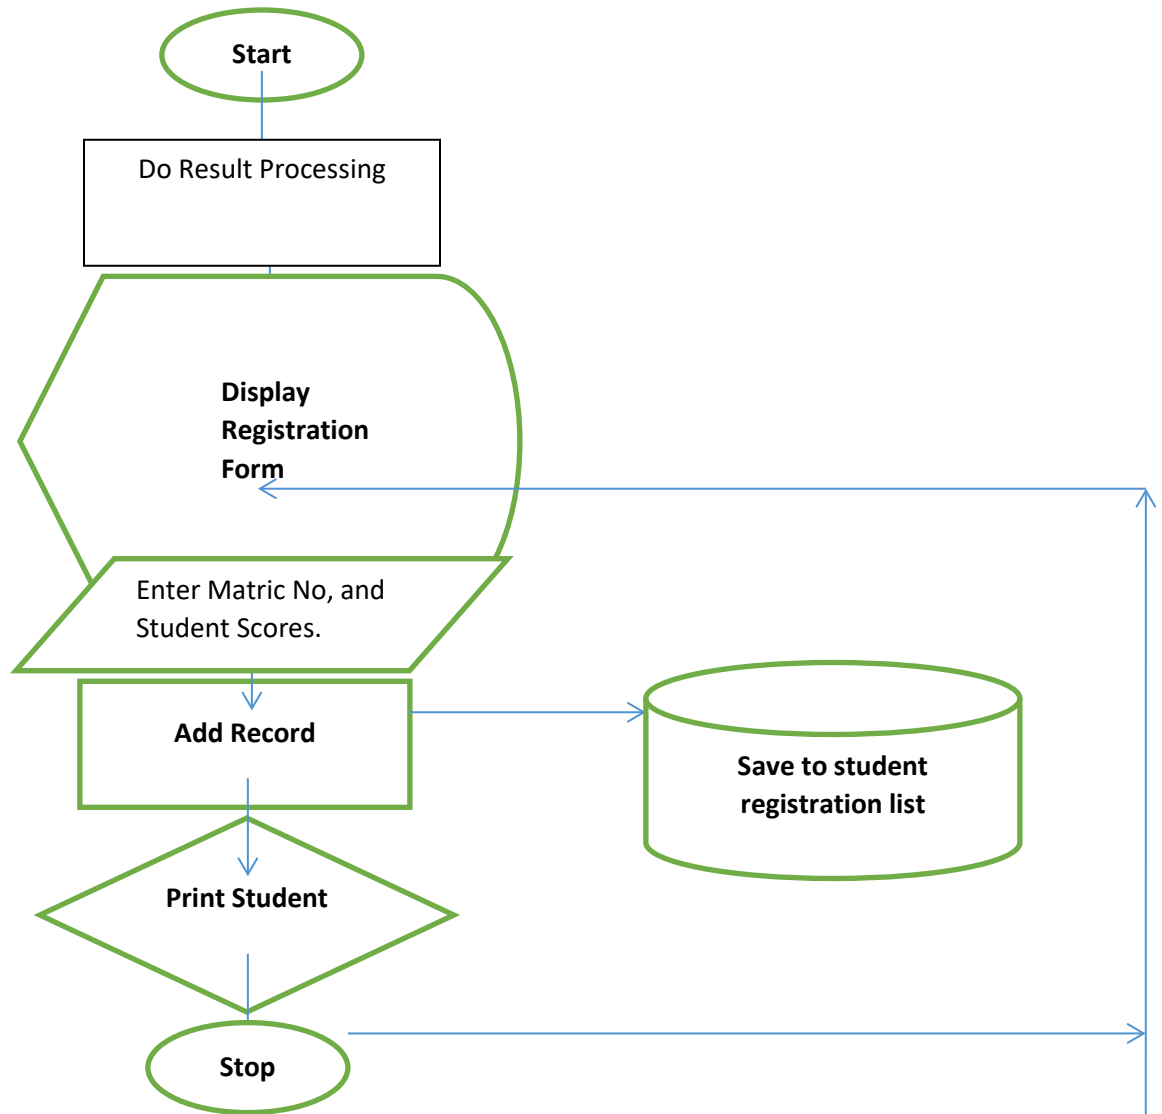 Start
Do Result Processing
Display
Registration
Form
Enter Matric No, and
Student Scores.
Add Record
Save to student
registration list
Print Student
Stop